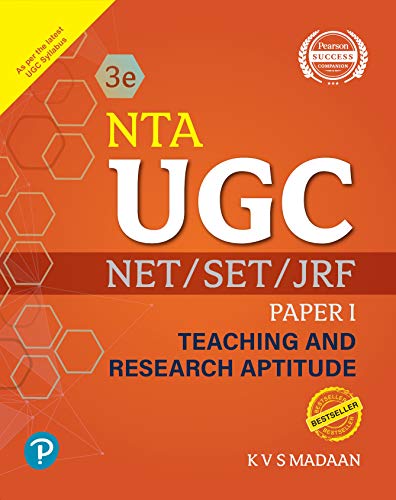 As per the latest
UGC Syllabus
Pearson
SUCCESS
COMPANION
3e
NTA
UGC
NET/SET/JRF
PAPER I
TEACHING AND
RESEARCH APTITUDE
BESTSELLER
BESTSELLER
BESTSELLER
P
K V S MADAAN